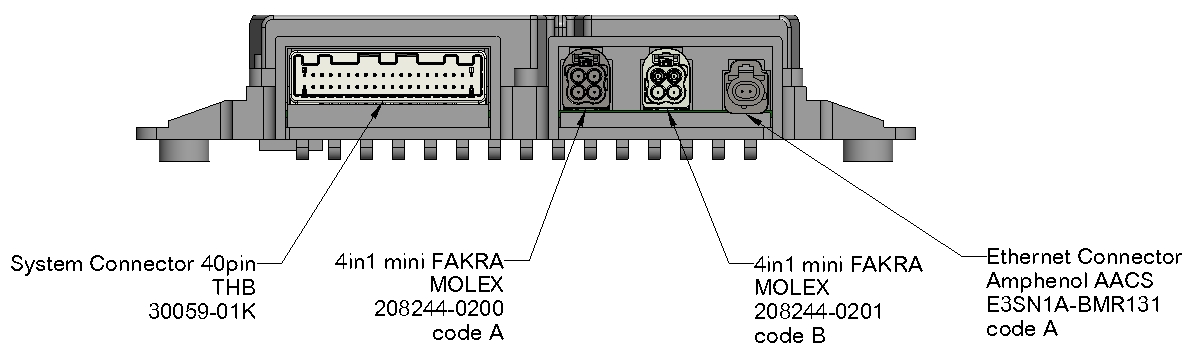 System Connector 40pin
THB
30059-01K
4in1 mini FAKRA
MOLEX
208244-0200
code A
4in1 mini FAKRA
MOLEX
208244-0201
code B
Ethernet Connector
Amphenol AACS
E3SN1A-BMR131
code A